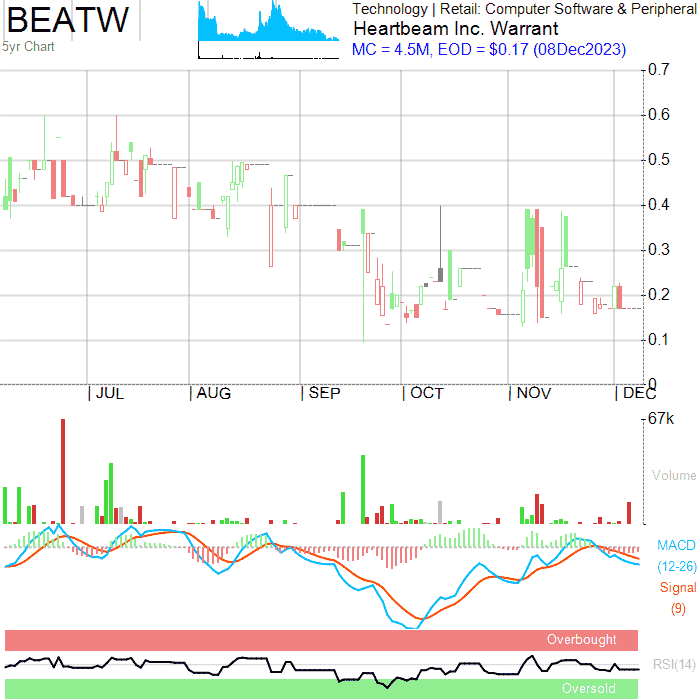 BEATW
5yr Chart
Technology | Retail: Computer Software & Peripheral
Heartbeam Inc. Warrant
MC = 4.5M, EOD = $0.17 (08Dec2023)
0.7
0.6
0.5
0.4
0.3
0.2
0.1
0
JUL AUG SEP OCT NOV DEC
67k
Volume
MACD
(12-26)
Signal
(9)
Overbought
RSI(14)
Oversold